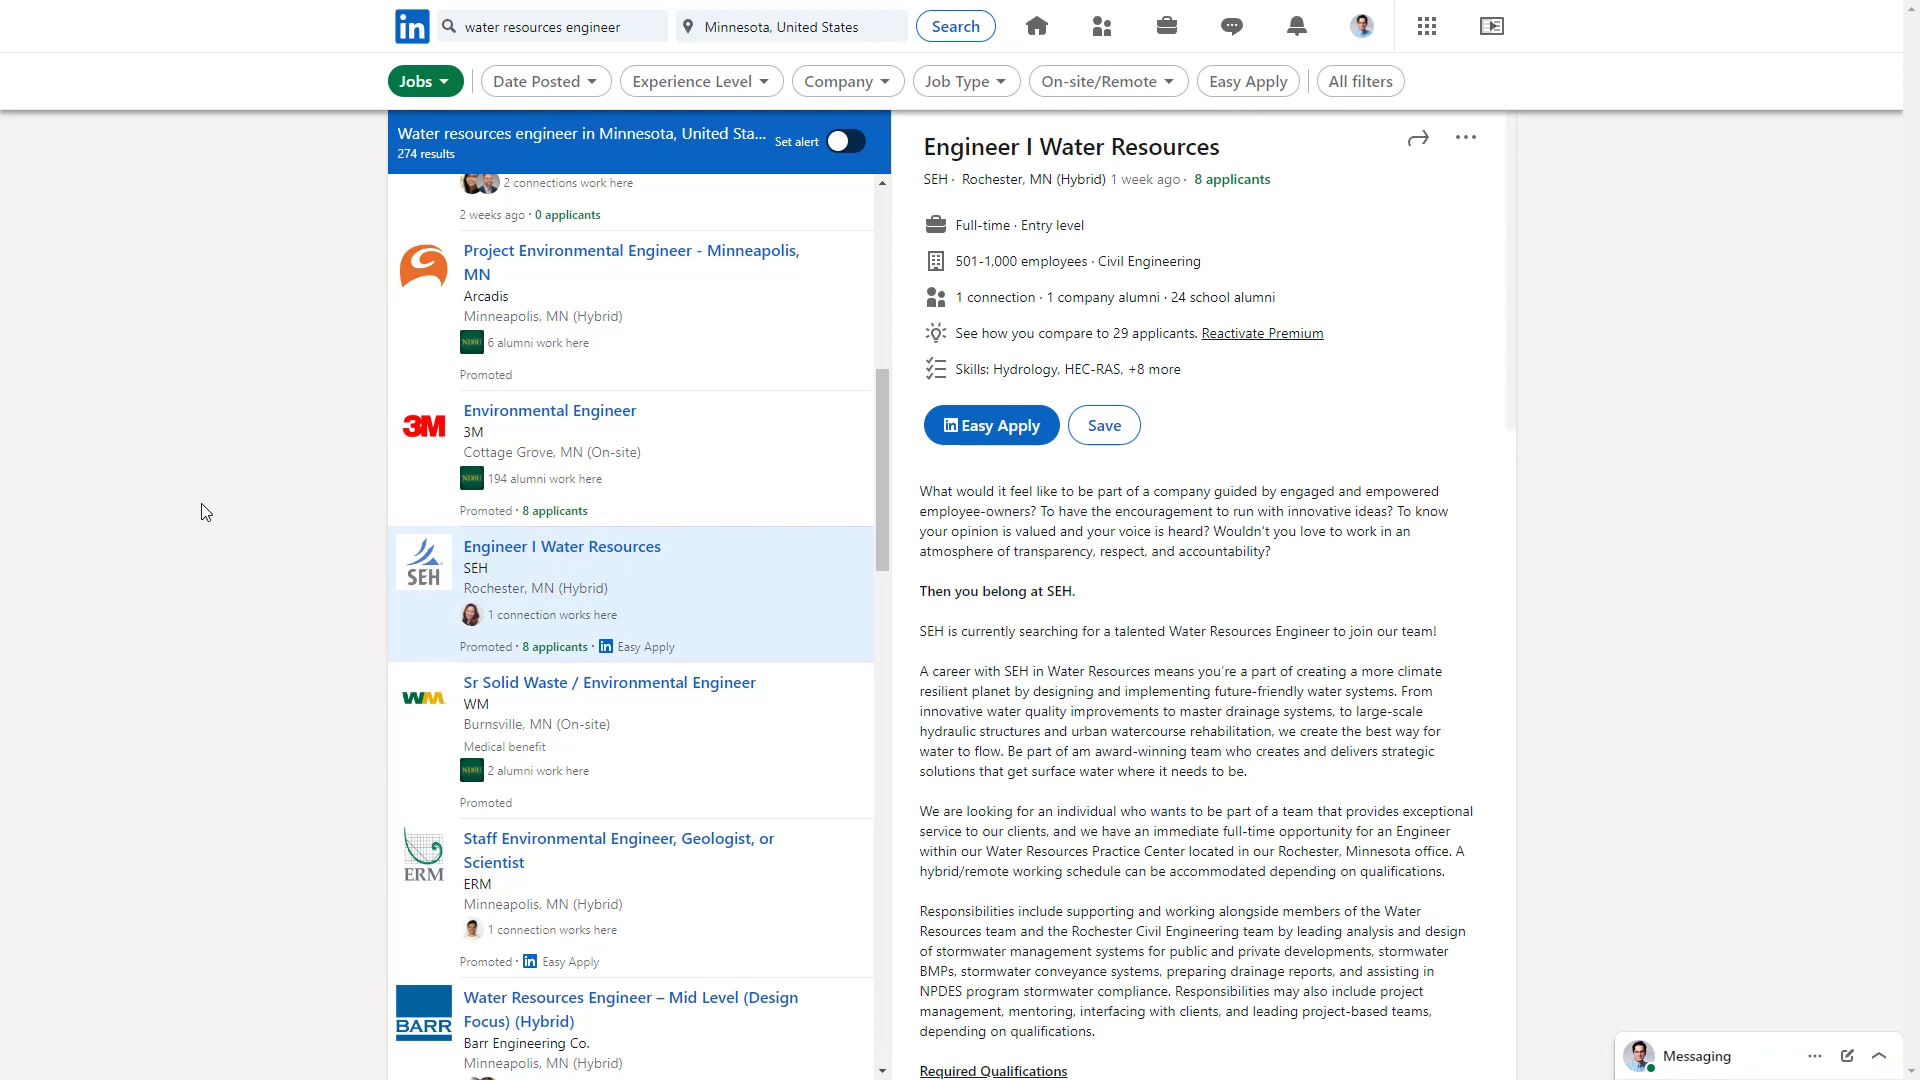 in
water resources engineer
Minnesota, United States
Search
Jobs
Date Posted
Experience Level
Company
Job Type
On-site/Remote
Easy Apply
All filters
Water resources engineer in Minnesota, United Sta...
274 results
Set alert
2 connections work here
2 weeks ago · 0 applicants
Project Environmental Engineer - Minneapolis,
MN
Arcadis
Minneapolis, MN (Hybrid)
NDSU
6 alumni work here
Promoted
3M
Environmental Engineer
3M
Cottage Grove, MN (On-site)
NDSU
194 alumni work here
Promoted · 8 applicants
SEH
Engineer I Water Resources
SEH
Rochester, MN (Hybrid)
1 connection works here
Promoted · 8 applicants · in Easy Apply
WM
Sr Solid Waste / Environmental Engineer
WM
Burnsville, MN (On-site)
Medical benefit
NDSU
2 alumni work here
Promoted
ERM
Staff Environmental Engineer, Geologist, or
Scientist
ERM
Minneapolis, MN (Hybrid)
1 connection works here
Promoted · in Easy Apply
BARR
Water Resources Engineer – Mid Level (Design
Focus) (Hybrid)
Barr Engineering Co.
Minneapolis, MN (Hybrid)
Engineer I Water Resources
SEH · Rochester, MN (Hybrid) 1 week ago · 8 applicants
Full-time · Entry level
501-1,000 employees · Civil Engineering
1 connection · 1 company alumni · 24 school alumni
See how you compare to 29 applicants. Reactivate Premium
Skills: Hydrology, HEC-RAS, +8 more
in Easy Apply
Save
What would it feel like to be part of a company guided by engaged and empowered
employee-owners? To have the encouragement to run with innovative ideas? To know
your opinion is valued and your voice is heard? Wouldn't you love to work in an
atmosphere of transparency, respect, and accountability?
Then you belong at SEH.
SEH is currently searching for a talented Water Resources Engineer to join our team!
A career with SEH in Water Resources means you're a part of creating a more climate
resilient planet by designing and implementing future-friendly water systems. From
innovative water quality improvements to master drainage systems, to large-scale
hydraulic structures and urban watercourse rehabilitation, we create the best way for
water to flow. Be part of am award-winning team who creates and delivers strategic
solutions that get surface water where it needs to be.
We are looking for an individual who wants to be part of a team that provides exceptional
service to our clients, and we have an immediate full-time opportunity for an Engineer
within our Water Resources Practice Center located in our Rochester, Minnesota office. A
hybrid/remote working schedule can be accommodated depending on qualifications.
Responsibilities include supporting and working alongside members of the Water
Resources team and the Rochester Civil Engineering team by leading analysis and design
of stormwater management systems for public and private developments, stormwater
BMPs, stormwater conveyance systems, preparing drainage reports, and assisting in
NPDES program stormwater compliance. Responsibilities may also include project
management, mentoring, interfacing with clients, and leading project-based teams,
depending on qualifications.
Required Qualifications
Messaging